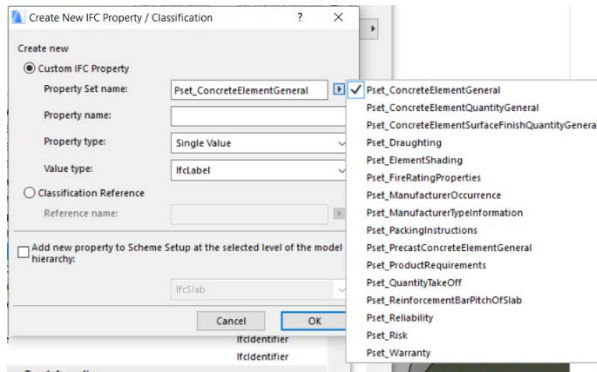 Create New IFC Property / Classification
Create new
Custom IFC Property
Property Set name:
Pset_ConcreteElementGeneral
Property name:
Property type:
Single Value
Value type:
IfcLabel
Classification Reference
Reference name:
Add new property to Scheme Setup at the selected level of the model
hierarchy:
IfcSlab
Cancel
OK
IfcIdentifier
IfcIdentifier
Pset_ConcreteElementGeneral
Pset_ConcreteElementQuantityGeneral
Pset_ConcreteElementSurfaceFinishQuantityGenera
Pset_Draughting
Pset_ElementShading
Pset_FireRatingProperties
Pset_ManufacturerOccurrence
Pset_ManufacturerTypeInformation
Pset_PackingInstructions
Pset_PrecastConcreteElementGeneral
Pset_ProductRequirements
Pset_QuantityTakeOff
Pset_ReinforcementBarPitchOfSlab
Pset_Reliability
Pset_Risk
Pset_Warranty